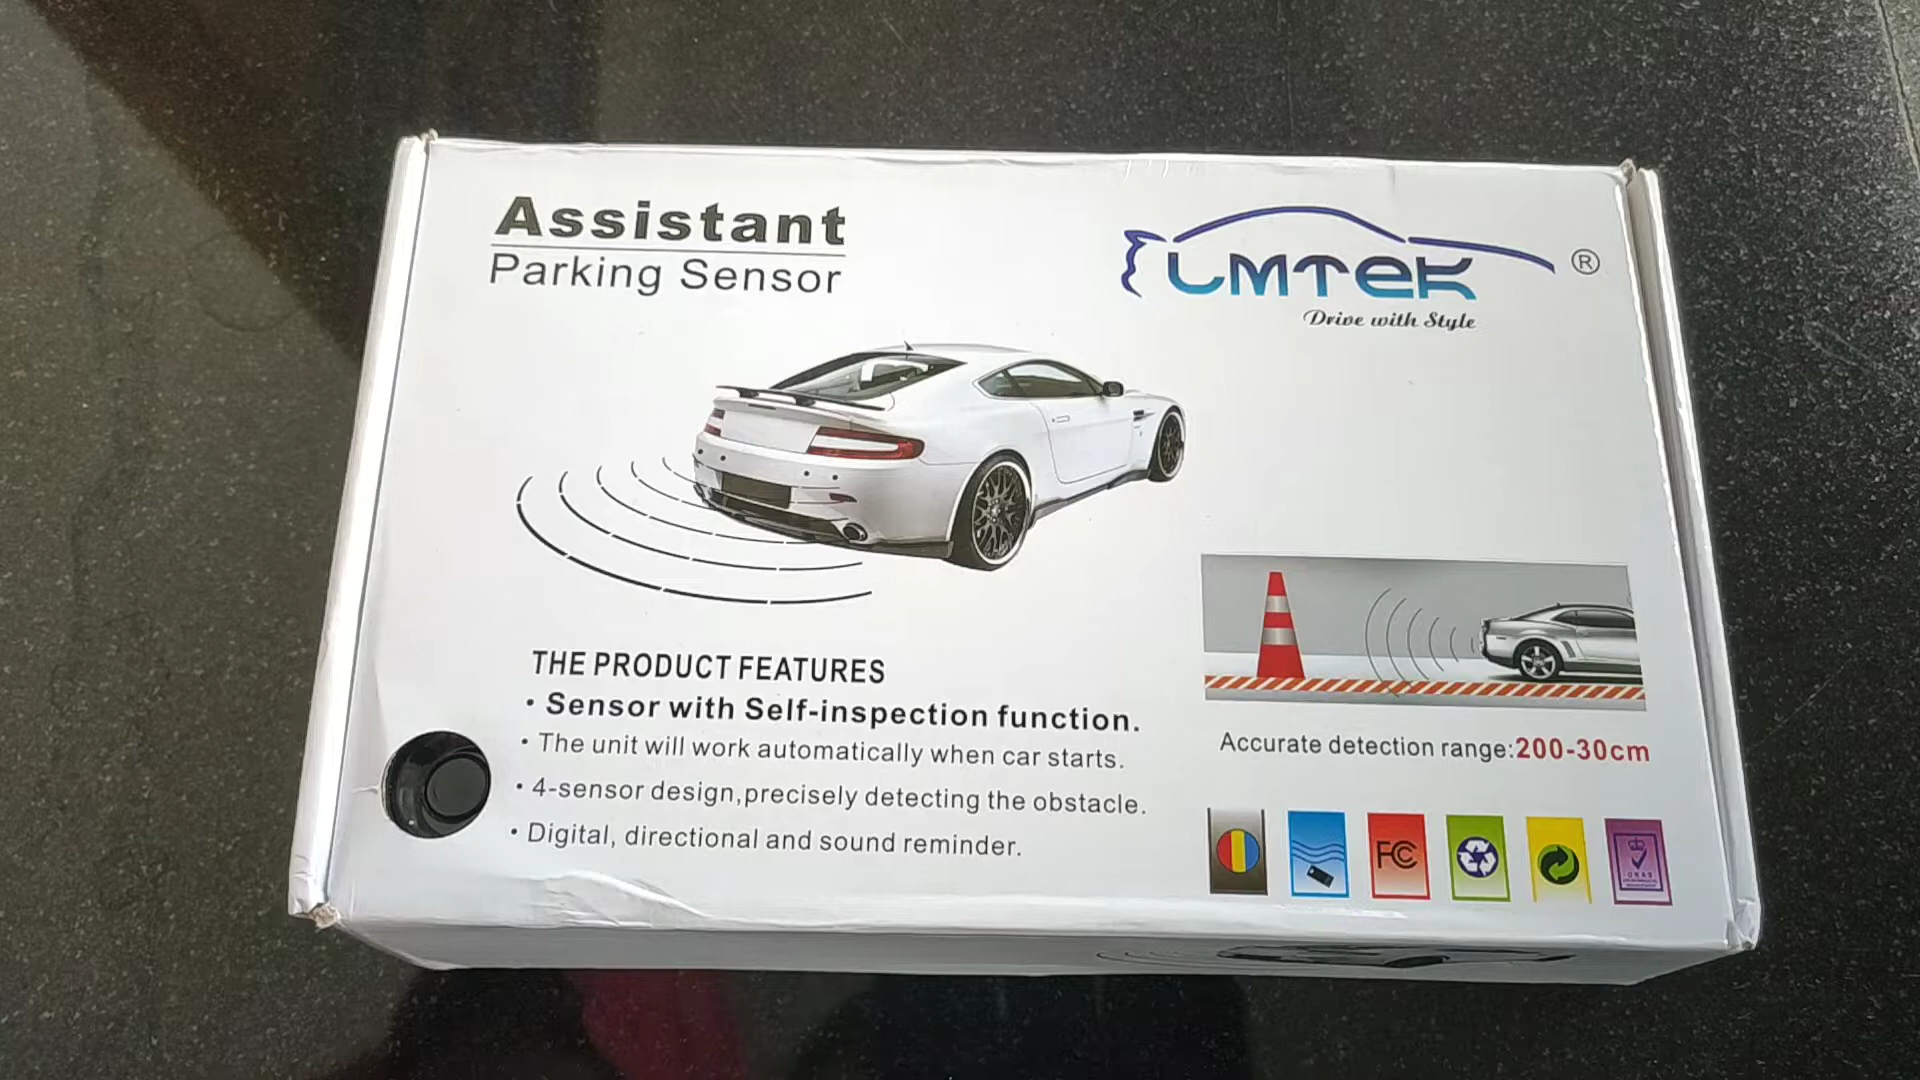 Assistant
Parking Sensor
LMTEK ®
Drive with Style
THE PRODUCT FEATURES
• Sensor with Self-inspection function.
• The unit will work automatically when car starts.
• 4-sensor design,precisely detecting the obstacle.
• Digital, directional and sound reminder.
Accurate detection range:200-30cm
FC
UKAS